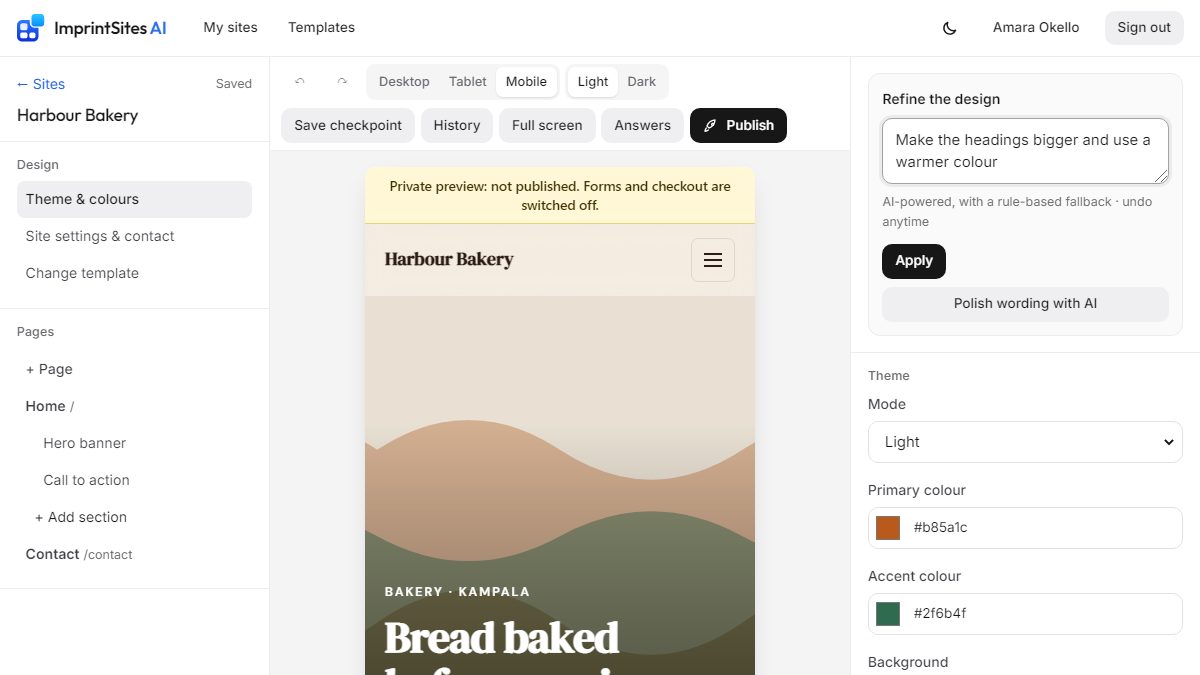 ImprintSites AI
My sites
Templates
Amara Okello
Sign out
← Sites
Saved
Harbour Bakery
Design
Theme & colours
Site settings & contact
Change template
Pages
+ Page
Home /
Hero banner
Call to action
+ Add section
Contact /contact
Desktop
Tablet
Mobile
Light
Dark
Save checkpoint
History
Full screen
Answers
Publish
Private preview: not published. Forms and checkout are
switched off.
Harbour Bakery
BAKERY · KAMPALA
Bread baked
Refine the design
Make the headings bigger and use a
warmer colour
AI-powered, with a rule-based fallback · undo
anytime
Apply
Polish wording with AI
Theme
Mode
Light
Primary colour
#b85a1c
Accent colour
#2f6b4f
Background